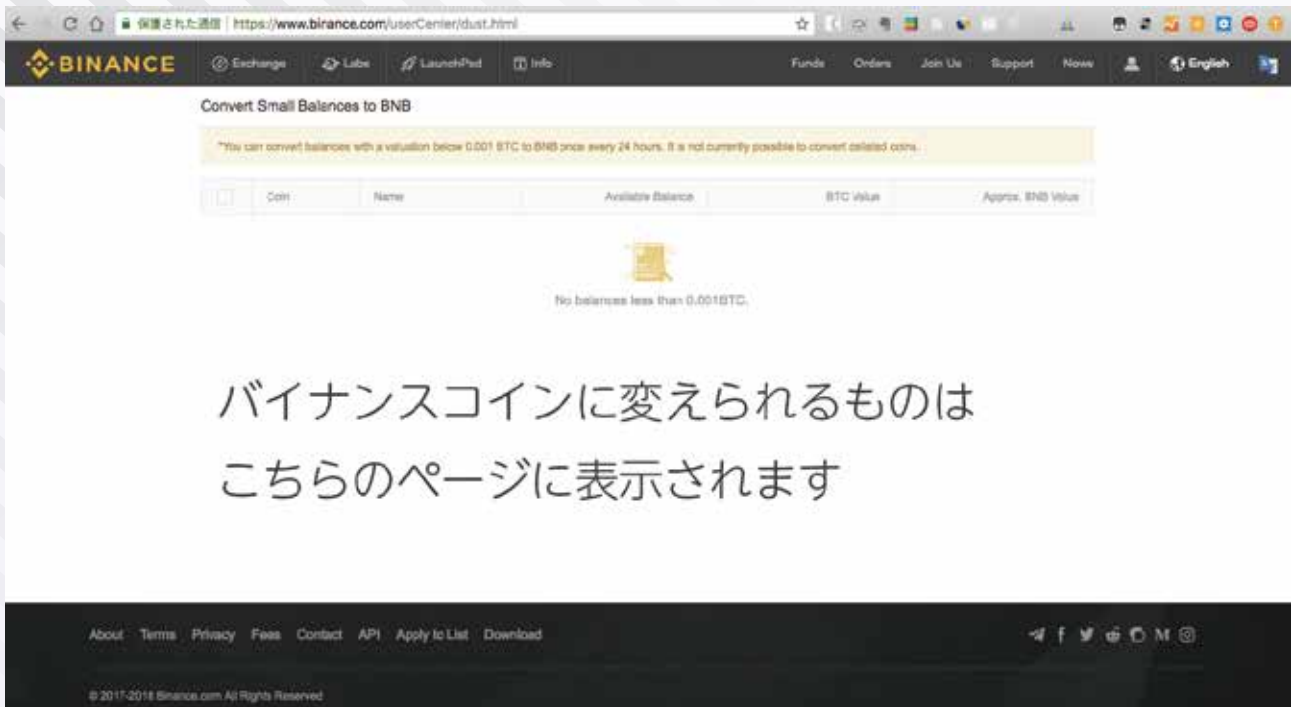 保護された通信 | https://www.binance.com/userCenter/dust.html
BINANCE Exchange Labs LaunchPad Info Funds Orders Join Us Support News English
Convert Small Balances to BNB
*You can convert balances with a valuation below 0.001 BTC to BNB once every 24 hours. It is not currently possible to convert delisted coins.
Coin Name Available Balance BTC Value Approx. BNB Value
No balances less than 0.001BTC.
バイナンスコインに変えられるものは
こちらのページに表示されます
About Terms Privacy Fees Contact API Apply to List Download
© 2017-2018 Binance.com All Rights Reserved